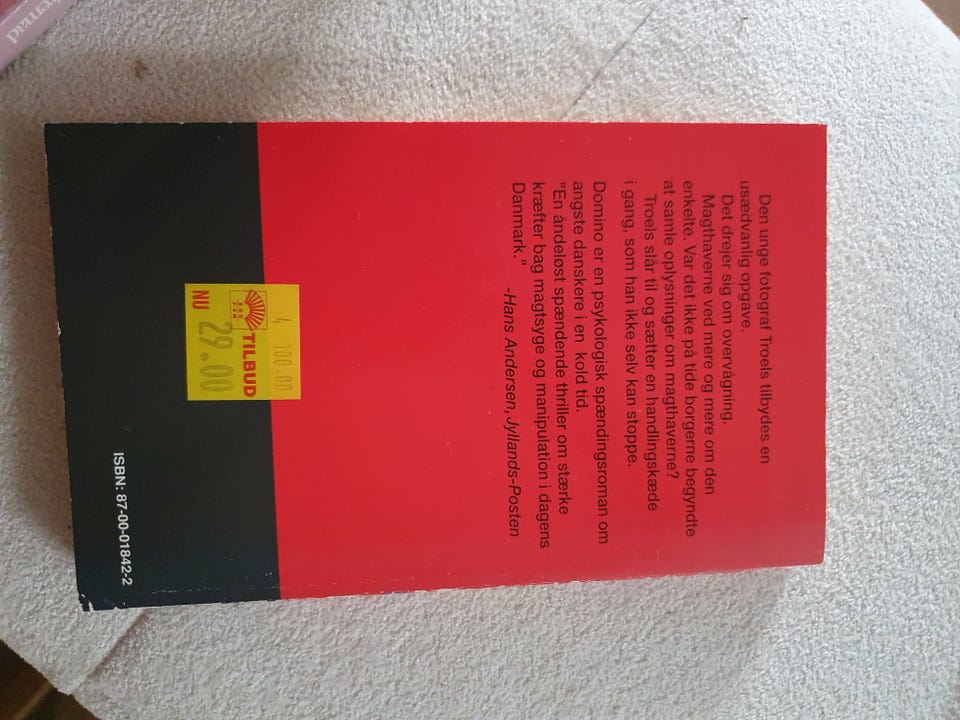 Den unge fotograf Troels tilbydes en
usædvanlig opgave.
Det drejer sig om overvågning.
Magthaverne ved mere og mere om den
enkelte. Var det ikke på tide borgerne begyndte
at samle oplysninger om magthaverne?
Troels slår til og sætter en handlingskæde
i gang, som han ikke selv kan stoppe.
Domino er en psykologisk spændingsroman om
angste danskere i en kold tid.
"En åndeløst spændende thriller om stærke
kræfter bag magtsyge og manipulation i dagens
Danmark."
-Hans Andersen, Jyllands-Posten
4 100.00
TILBUD
NU 29.00
ISBN: 87-00-01842-2